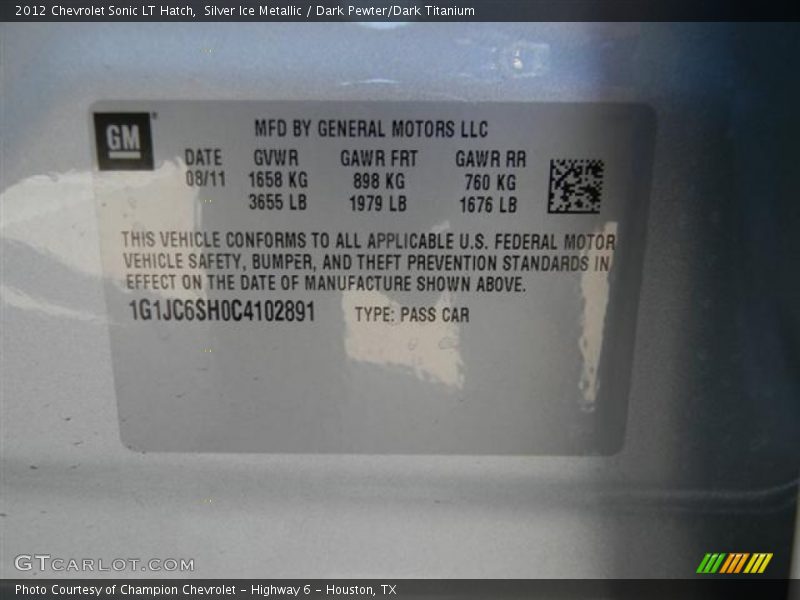 2012 Chevrolet Sonic LT Hatch,  Silver Ice Metallic / Dark Pewter/Dark Titanium
GM
MFD BY GENERAL MOTORS LLC
DATE GVWR GAWR FRT GAWR RR
08/11 1658 KG 898 KG 760 KG
3655 LB 1979 LB 1676 LB
THIS VEHICLE CONFORMS TO ALL APPLICABLE U.S. FEDERAL MOTOR
VEHICLE SAFETY, BUMPER, AND THEFT PREVENTION STANDARDS IN
EFFECT ON THE DATE OF MANUFACTURE SHOWN ABOVE.
1G1JC6SH0C4102891 TYPE: PASS CAR
GTCARLOT.COM
Photo Courtesy of Champion Chevrolet - Highway 6 - Houston, TX